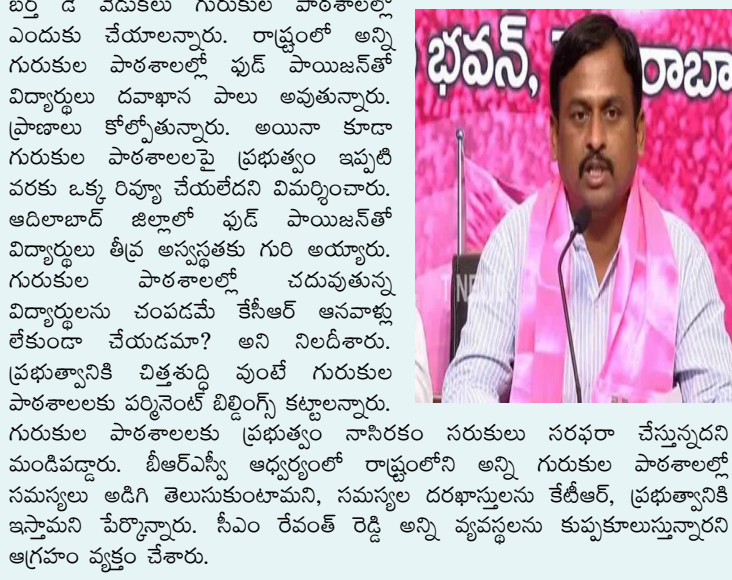 బర్త్ డే వేడుకలు గురుకుల పాఠశాలల్లో
ఎందుకు చేయాలన్నారు. రాష్ట్రంలో అన్ని
గురుకుల పాఠశాలల్లో ఫుడ్ పాయిజన్‌తో
విద్యార్థులు దవాఖాన పాలు అవుతున్నారు.
ప్రాణాలు కోల్పోతున్నారు. అయినా కూడా
గురుకుల పాఠశాలలపై ప్రభుత్వం ఇప్పటి
వరకు ఒక్క రివ్యూ చేయలేదని విమర్శించారు.
ఆదిలాబాద్ జిల్లాలో ఫుడ్ పాయిజన్‌తో
విద్యార్థులు తీవ్ర అస్వస్థతకు గురి అయ్యారు.
గురుకుల పాఠశాలల్లో చదువుతున్న
విద్యార్థులను చంపడమే కేసీఆర్ ఆనవాళ్లు
లేకుండా చేయడమా? అని నిలదీశారు.
ప్రభుత్వానికి చిత్తశుద్ధి వుంటే గురుకుల
పాఠశాలలకు పర్మినెంట్ బిల్డింగ్స్ కట్టాలన్నారు.
గురుకుల పాఠశాలలకు ప్రభుత్వం నాసిరకం సరుకులు సరఫరా చేస్తున్నదని
మండిపడ్డారు. బీఆర్ఎస్వీ ఆధ్వర్యంలో రాష్ట్రంలోని అన్ని గురుకుల పాఠశాలల్లో
సమస్యలు అడిగి తెలుసుకుంటామని, సమస్యల దరఖాస్తులను కేటీఆర్, ప్రభుత్వానికి
ఇస్తామని పేర్కొన్నారు. సీఎం రేవంత్ రెడ్డి అన్ని వ్యవస్థలను కుప్పకూలుస్తున్నారని
ఆగ్రహం వ్యక్తం చేశారు.
భవన్,